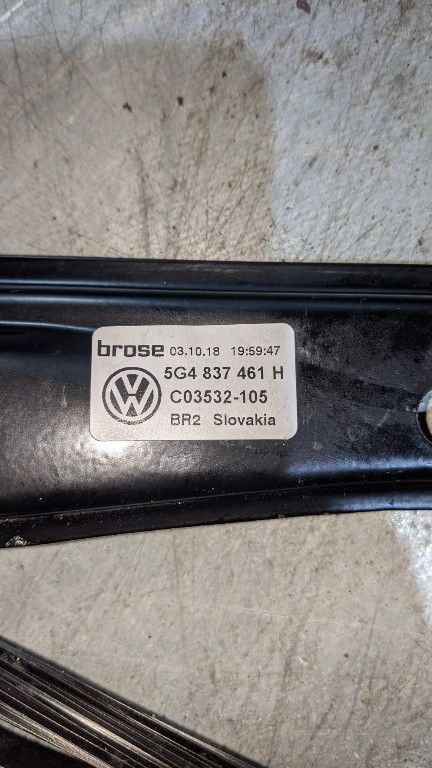 brose 03.10.18 19:59:47
5G4 837 461 H
C03532-105
BR2 Slovakia